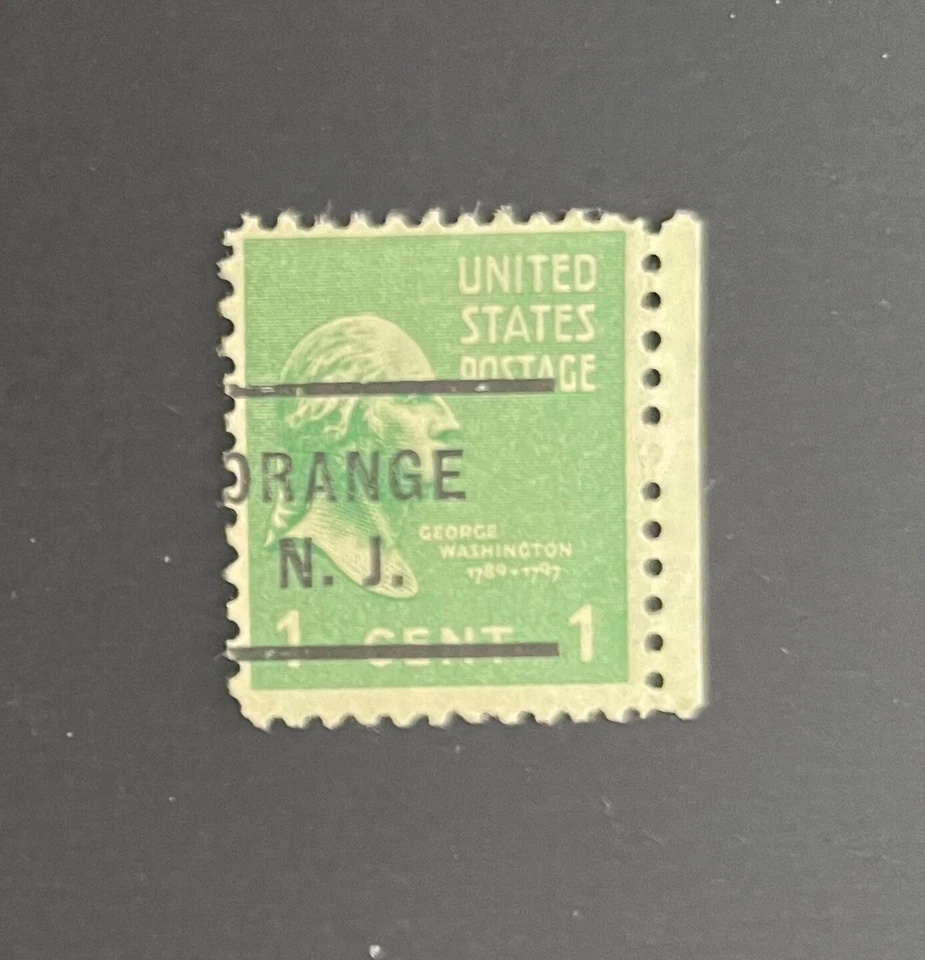 UNITED
STATES
POSTAGE
ORANGE
N. J.
GEORGE
WASHINGTON
1789-1797
1 CENT 1